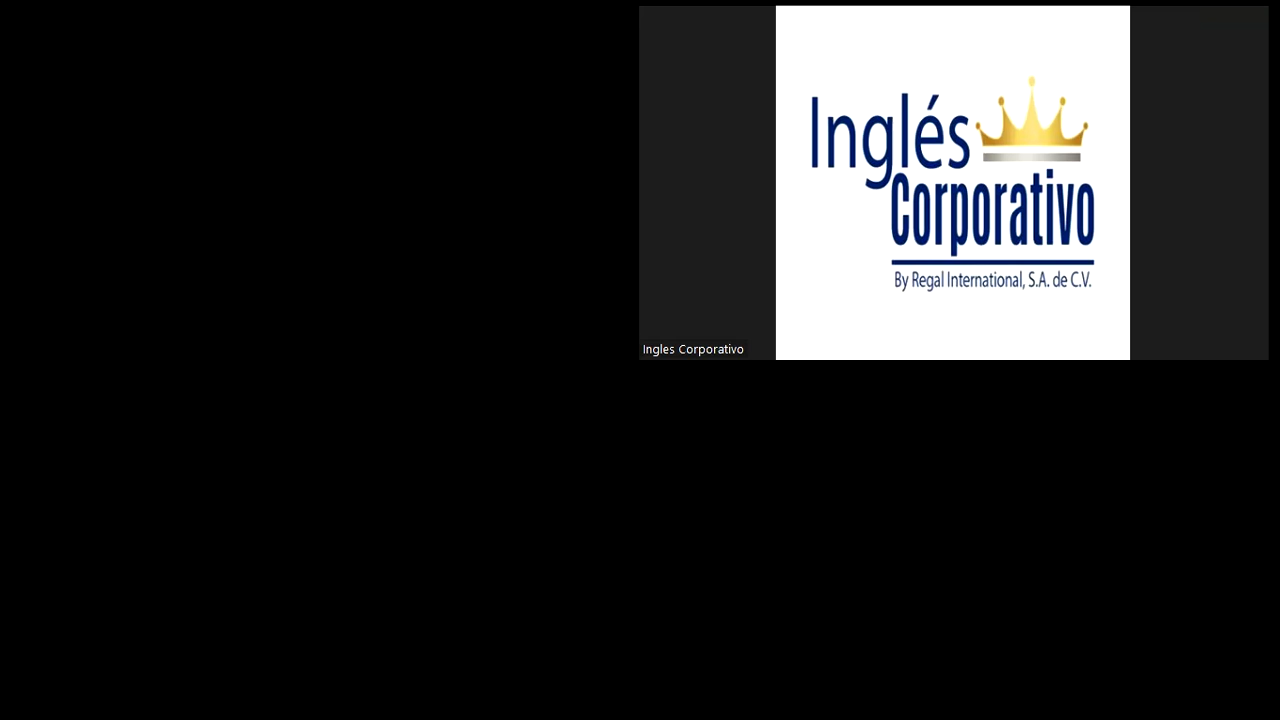 Inglés
Corporativo
By Regal International, S.A. de C.V.
Ingles Corporativo